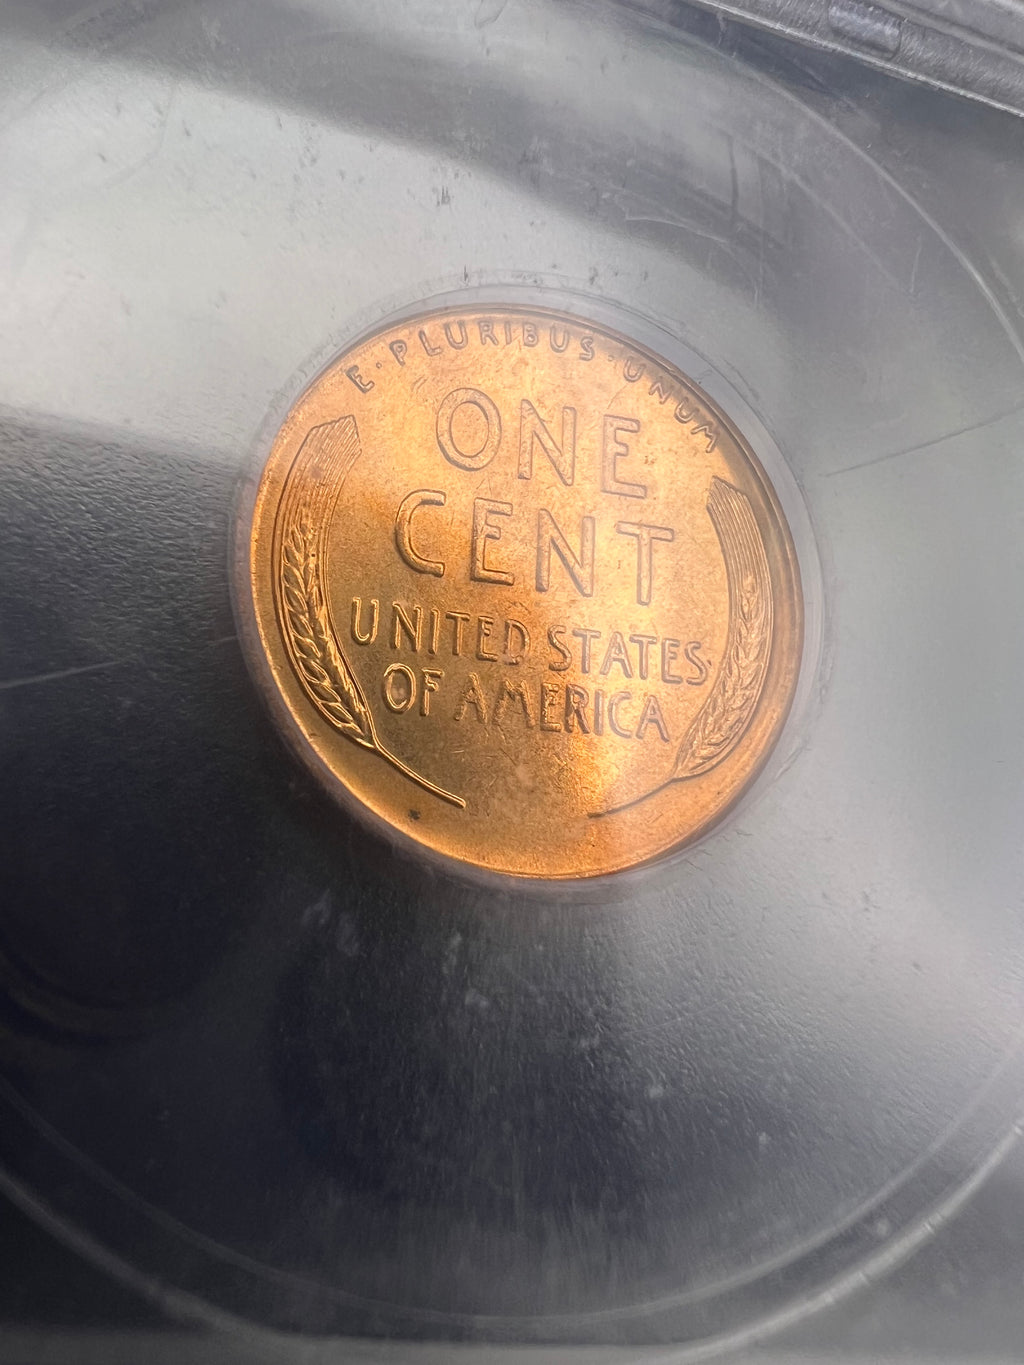 E·PLURIBUS·UNUM
ONE
CENT
UNITED STATES
OF AMERICA